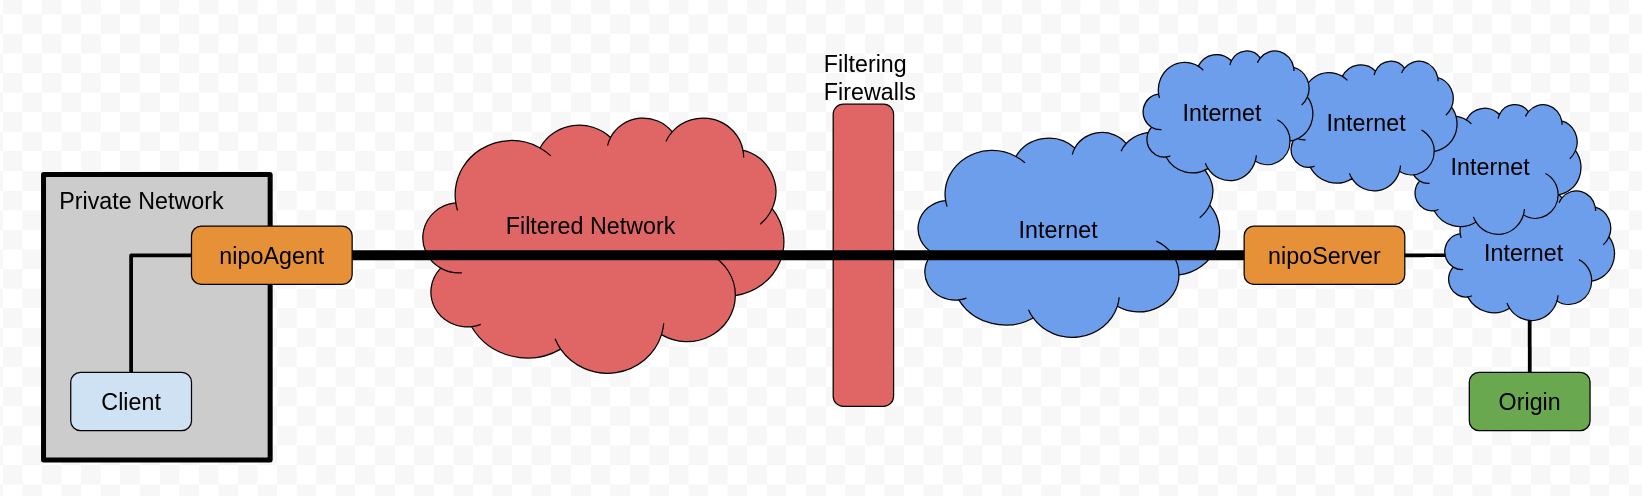 Filtering
Firewalls
Internet
Internet
Internet
Private Network
Filtered Network
Internet
nipoAgent
nipoServer
Internet
Client
Origin